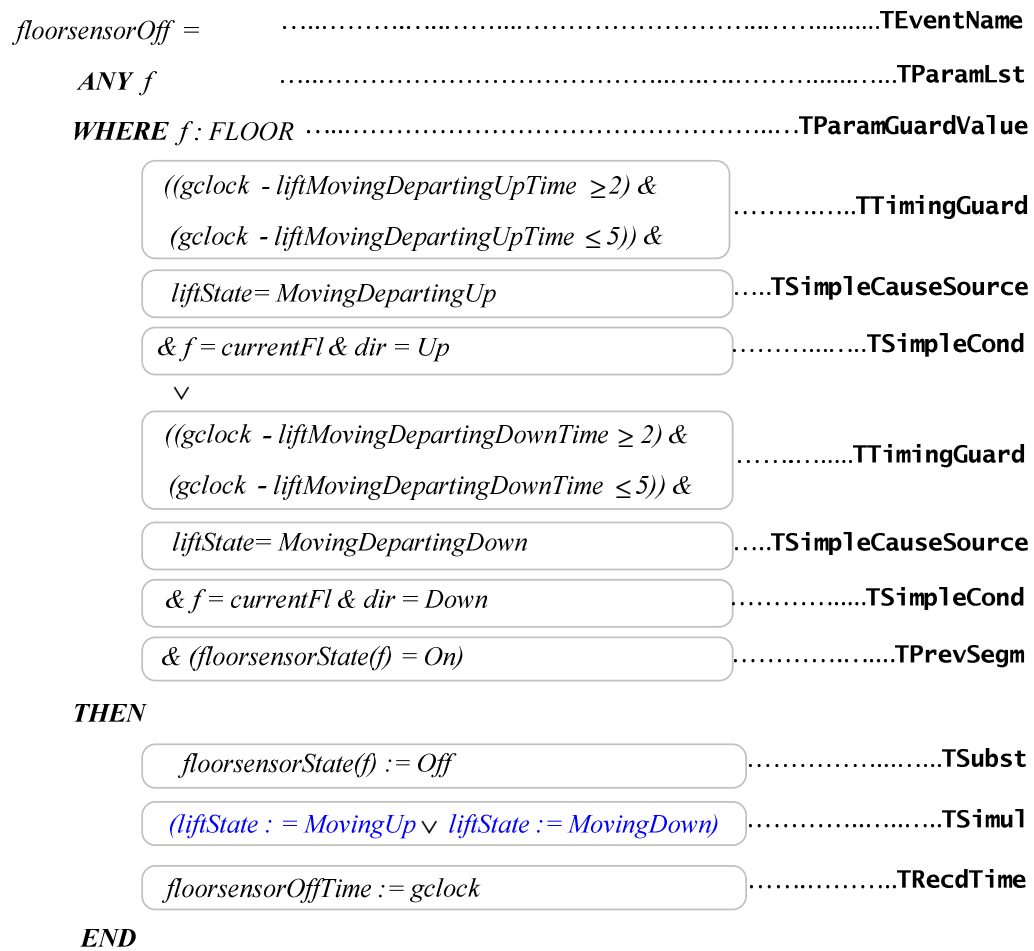 floorsensorOff = …..………..……..……...……………..……..………...........TEventName
ANY f …...…………………………………...…..….………......…...TParamLst
WHERE f : FLOOR …...…………………………………………...…TParamGuardValue
((gclock - liftMovingDepartingUpTime ≥2) &
(gclock - liftMovingDepartingUpTime ≤ 5)) &
………..…...TTimingGuard
liftState= MovingDepartingUp …..TSimpleCauseSource
& f = currentFl & dir = Up ………....…..TSimpleCond
∨
((gclock - liftMovingDepartingDownTime ≥ 2) &
(gclock - liftMovingDepartingDownTime ≤5)) &
……..….....TTimingGuard
liftState= MovingDepartingDown …..TSimpleCauseSource
& f = currentFl & dir = Down ………….....TSimpleCond
& (floorsensorState(f) = On) ………….…....TPrevSegm
THEN
floorsensorState(f) := Off ……………....…...TSubst
(liftState : = MovingUp ∨ liftState := MovingDown) …………..…..…..TSimul
floorsensorOffTime := gclock ……..………..TRecdTime
END